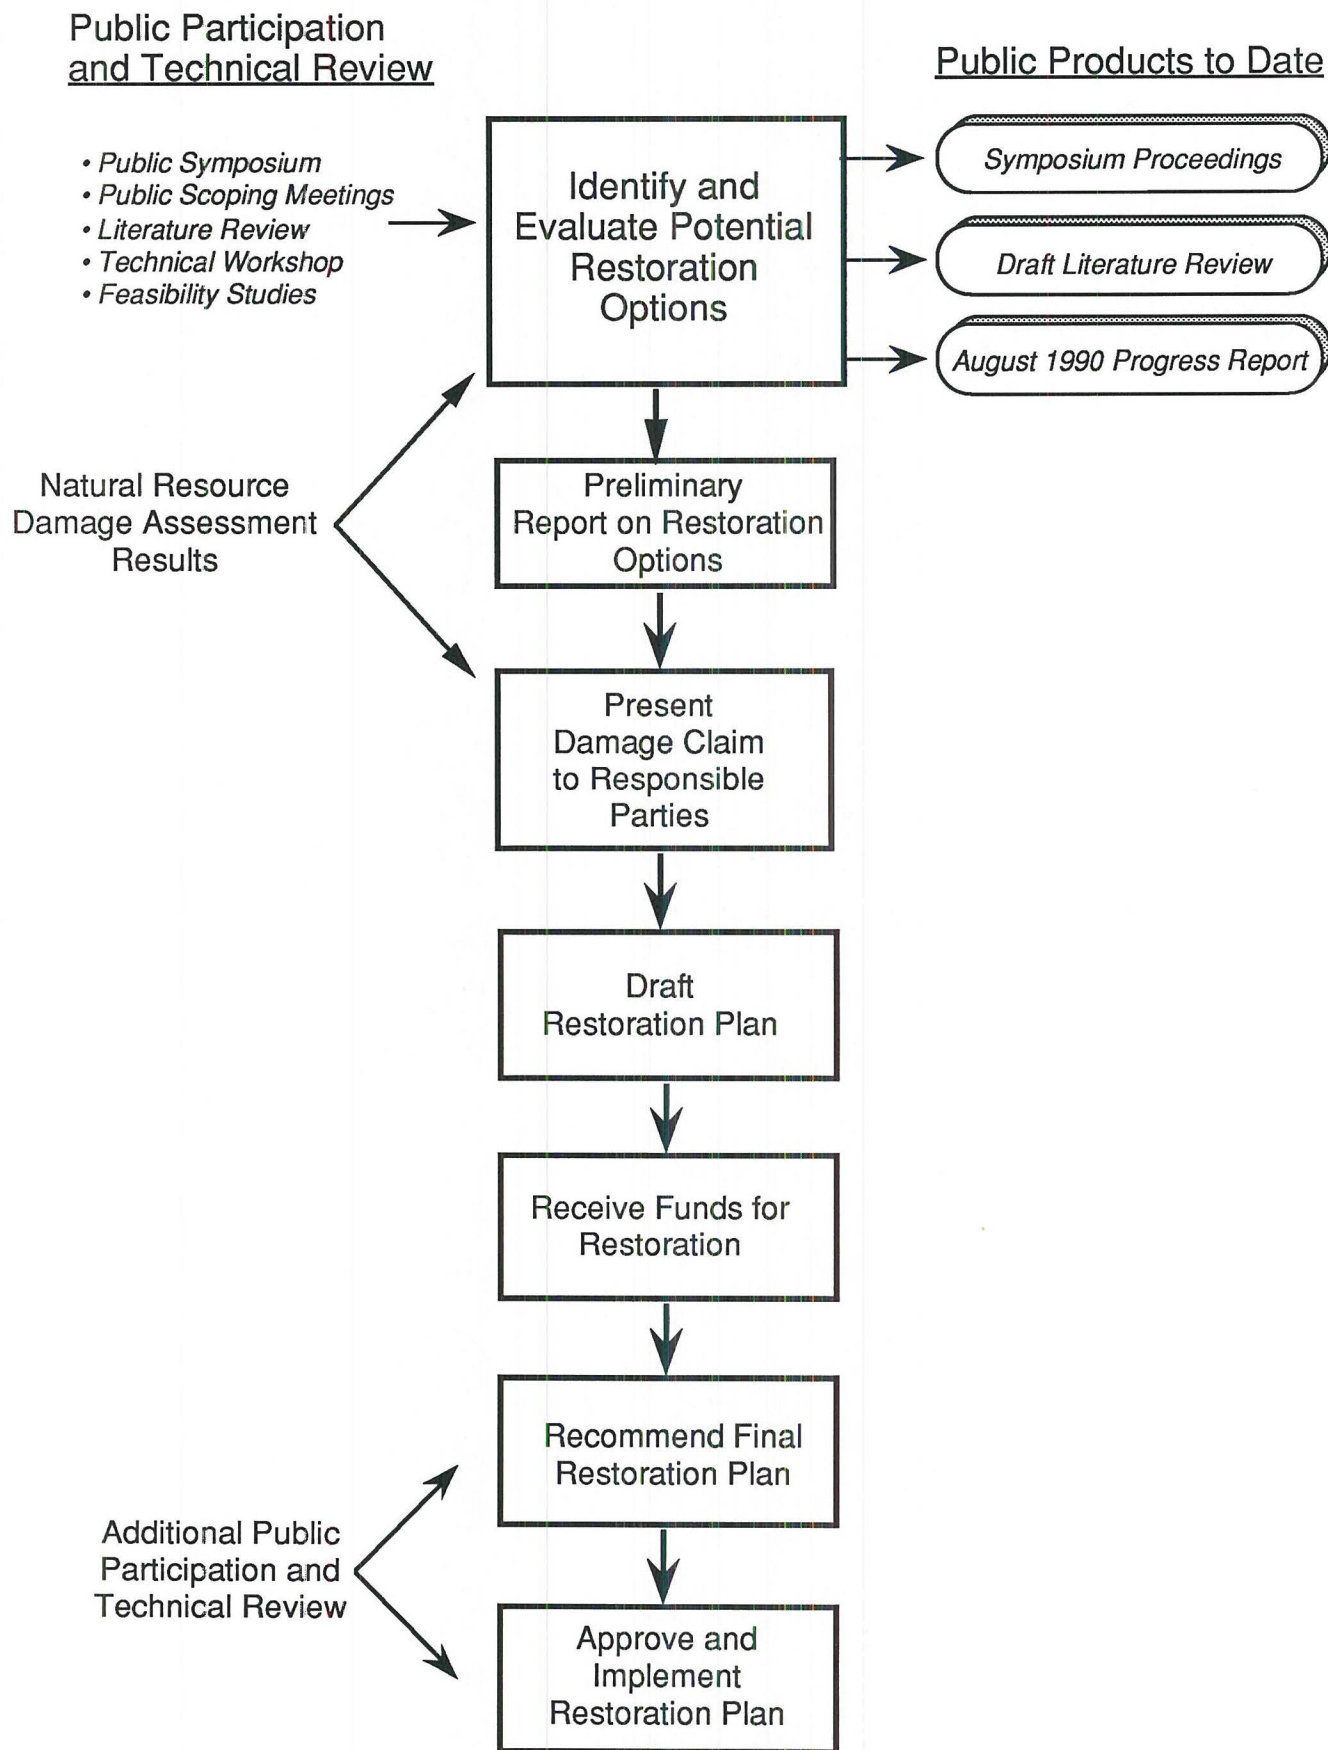 Public Participation
and Technical Review
Public Products to Date
• Public Symposium
• Public Scoping Meetings
• Literature Review
• Technical Workshop
• Feasibility Studies
Identify and
Evaluate Potential
Restoration
Options
Symposium Proceedings
Draft Literature Review
August 1990 Progress Report
Natural Resource
Damage Assessment
Results
Preliminary
Report on Restoration
Options
Present
Damage Claim
to Responsible
Parties
Draft
Restoration Plan
Receive Funds for
Restoration
Recommend Final
Restoration Plan
Additional Public
Participation and
Technical Review
Approve and
Implement
Restoration Plan